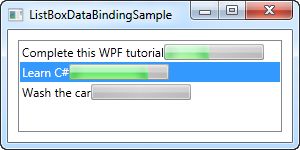 ListBoxDataBindingSample
Complete this WPF tutorial
Learn C#
Wash the car